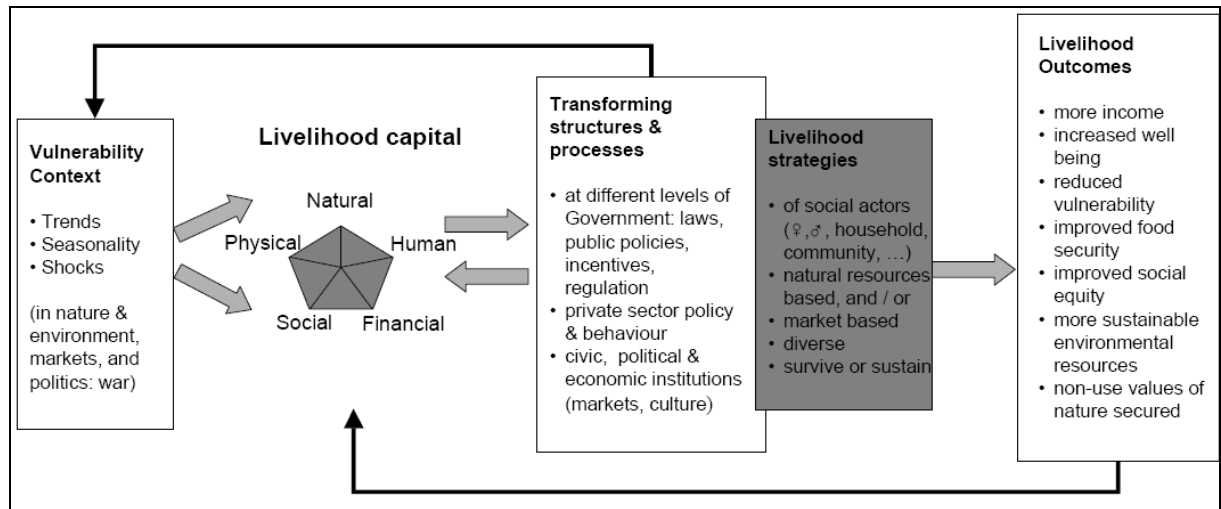 Vulnerability
Context
• Trends
• Seasonality
• Shocks
(in nature &
environment,
markets, and
politics: war)
Livelihood capital
Natural
Physical
Human
Social
Financial
Transforming
structures &
processes
• at different levels of
Government: laws,
public policies,
incentives,
regulation
• private sector policy
& behaviour
• civic, political &
economic institutions
(markets, culture)
Livelihood
strategies
• of social actors
(♀,♂, household,
community, …)
• natural resources
based, and / or
• market based
• diverse
• survive or sustain
Livelihood
Outcomes
• more income
• increased well
being
• reduced
vulnerability
• improved food
security
• improved social
equity
• more sustainable
environmental
resources
• non-use values of
nature secured